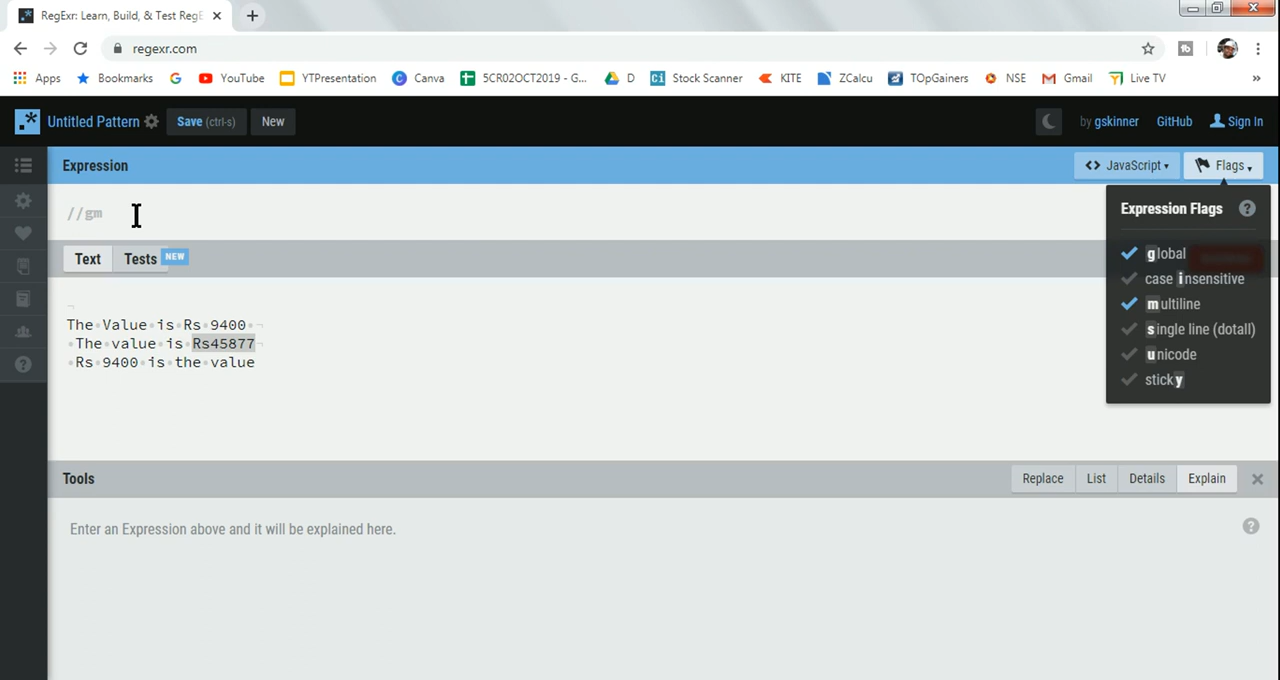 RegExr: Learn, Build, & Test RegE
regexr.com
Apps Bookmarks YouTube YTPresentation Canva 5CR02OCT2019 - G... D Stock Scanner KITE ZCalcu TOpGainers NSE Gmail Live TV »
Untitled Pattern Save (ctrl-s) New by gskinner GitHub Sign In
Expression JavaScript Flags
//gm
Expression Flags
global
case insensitive
multiline
single line (dotall)
unicode
sticky
Text Tests NEW
The Value is Rs 9400
The value is Rs45877
Rs 9400 is the value
Tools Replace List Details Explain
Enter an Expression above and it will be explained here.